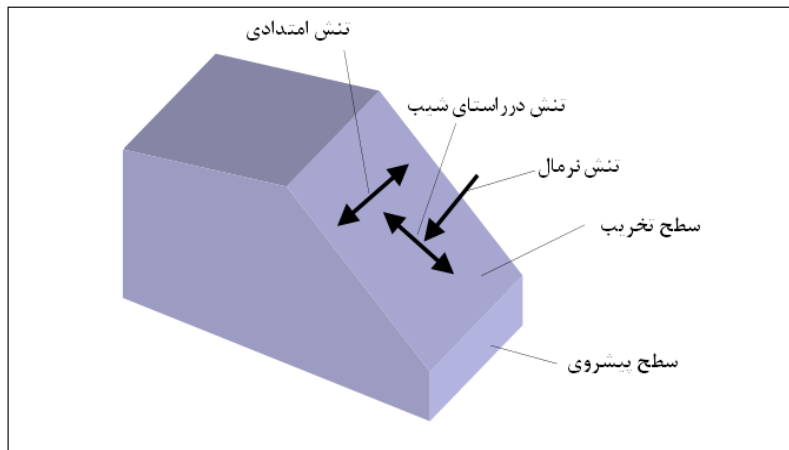 تنش امتدادی
تنش درراستای شیب
تنش نرمال
سطح تخریب
سطح پیشروی